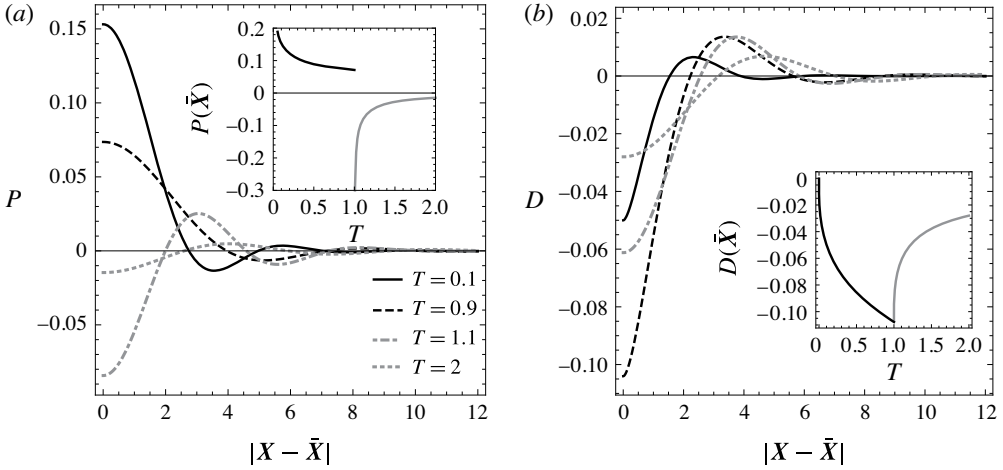 (a)
P
0.15
0.10
0.05
0
−0.05
0 2 4 6 8 10 12
|X − X̄|
P(X̄)
0.2
0.1
0
−0.1
−0.2
−0.3
0 0.5 1.0 1.5 2.0
T
T = 0.1
T = 0.9
T = 1.1
T = 2
(b)
D
0.02
0
−0.02
−0.04
−0.06
−0.08
−0.10
0 2 4 6 8 10 12
|X − X̄|
D(X̄)
0
−0.02
−0.04
−0.06
−0.08
−0.10
0 0.5 1.0 1.5 2.0
T